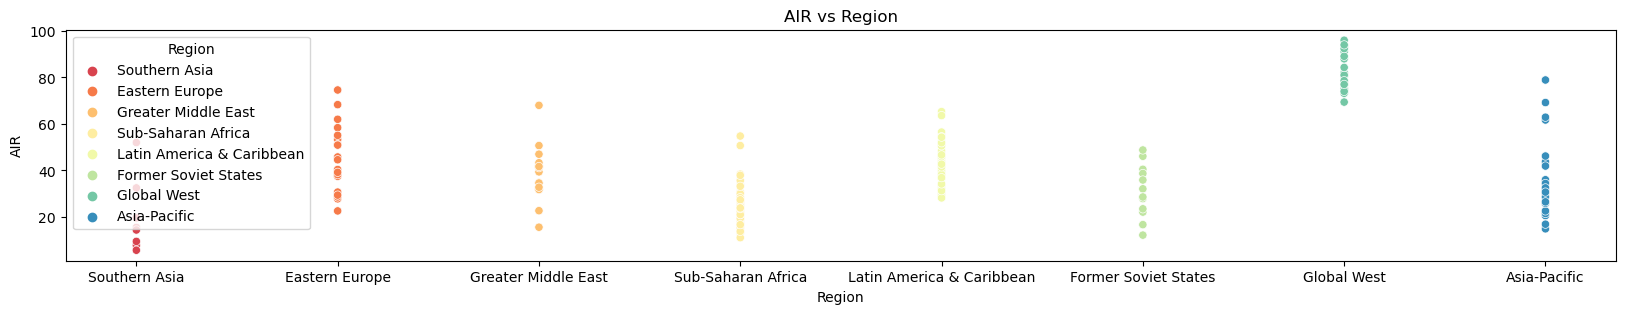 AIR vs Region
AIR
100
80
60
40
20
Region
Southern Asia
Eastern Europe
Greater Middle East
Sub-Saharan Africa
Latin America & Caribbean
Former Soviet States
Global West
Asia-Pacific
Southern Asia Eastern Europe Greater Middle East Sub-Saharan Africa Latin America & Caribbean Former Soviet States Global West Asia-Pacific
Region